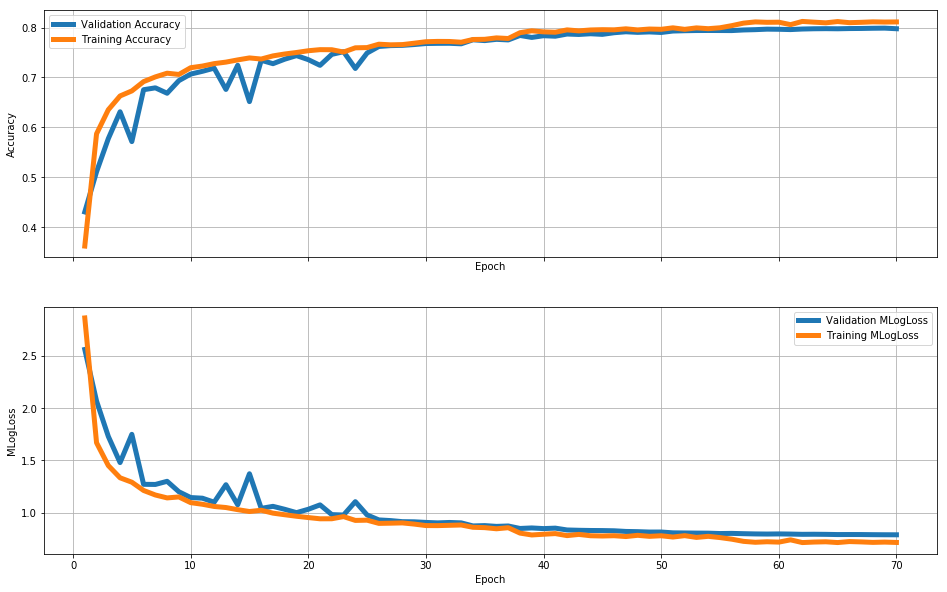 Validation Accuracy
Training Accuracy
0.8
0.7
0.6
0.5
0.4
Accuracy
Epoch
Validation MLogLoss
Training MLogLoss
2.5
2.0
1.5
1.0
MLogLoss
0 10 20 30 40 50 60 70
Epoch